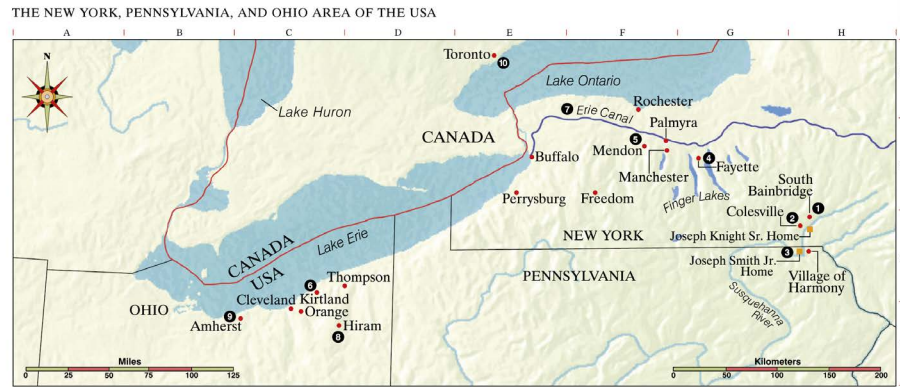 THE NEW YORK, PENNSYLVANIA, AND OHIO AREA OF THE USA
A B C D E F G H
N
Toronto
10
Lake Ontario
Lake Huron
Rochester
7 Erie Canal
Palmyra
CANADA
5
Mendon
Buffalo
4
Fayette
Manchester
South
Bainbridge
1
Perrysburg
Freedom
Finger Lakes
Colesville 2
NEW YORK
Joseph Knight Sr. Home
CANADA
USA
Lake Erie
3
Joseph Smith Jr.
Home
Village of
Harmony
PENNSYLVANIA
Susquehanna
River
Thompson
6
Cleveland Kirtland
OHIO
Orange
9
Amherst
Hiram
8
Miles
0 25 50 75 100 125
Kilometers
0 50 100 150 200